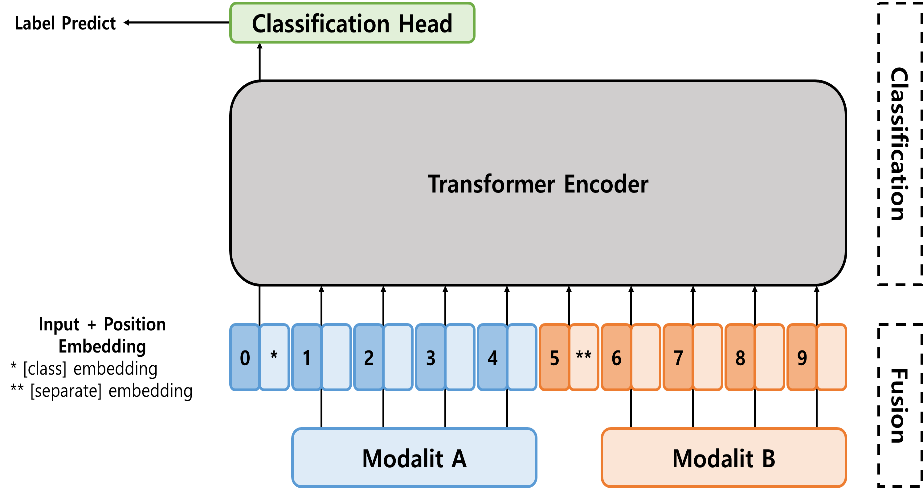 Label Predict
Classification Head
Classification
Transformer Encoder
Input + Position
Embedding
* [class] embedding
** [separate] embedding
0 * 1 2 3 4 5 ** 6 7 8 9
Fusion
Modalit A
Modalit B